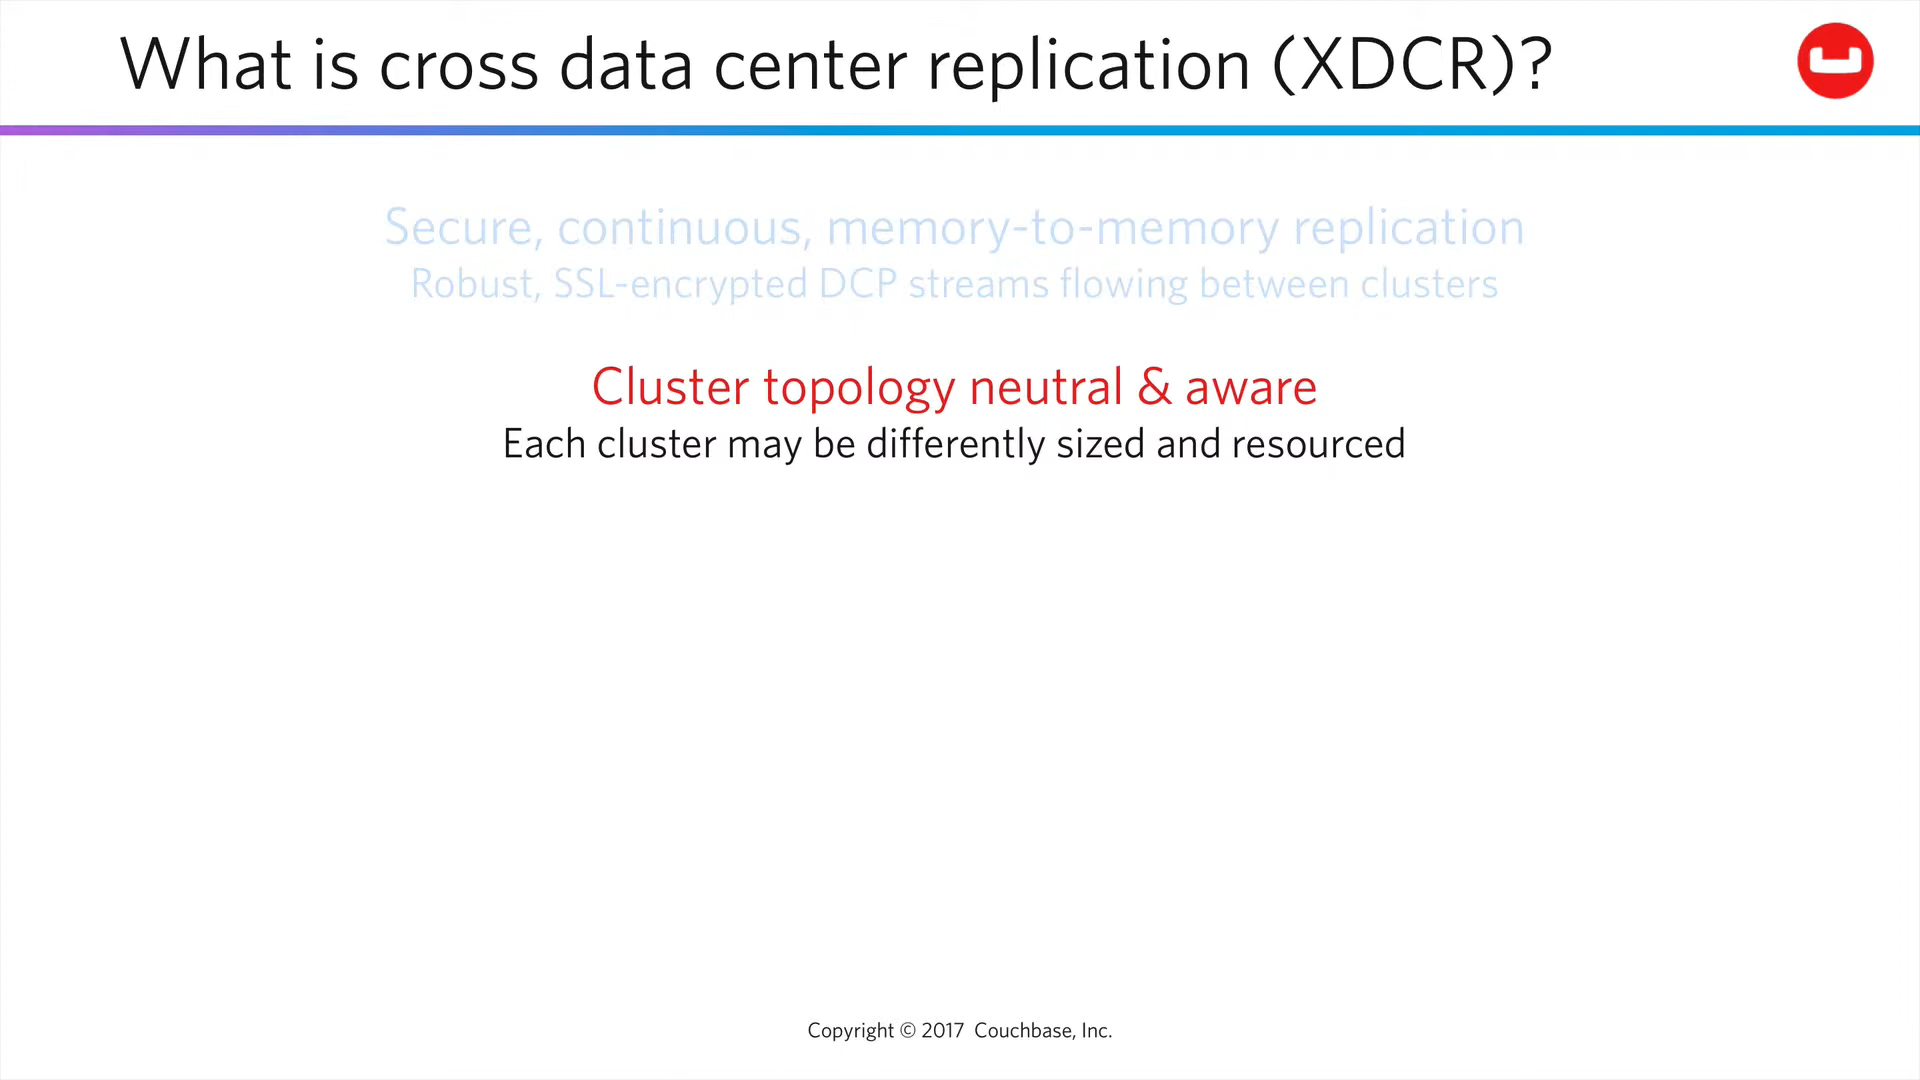 What is cross data center replication (XDCR)?
Secure, continuous, memory-to-memory replication
Robust, SSL-encrypted DCP streams flowing between clusters
Cluster topology neutral & aware
Each cluster may be differently sized and resourced
Copyright © 2017 Couchbase, Inc.